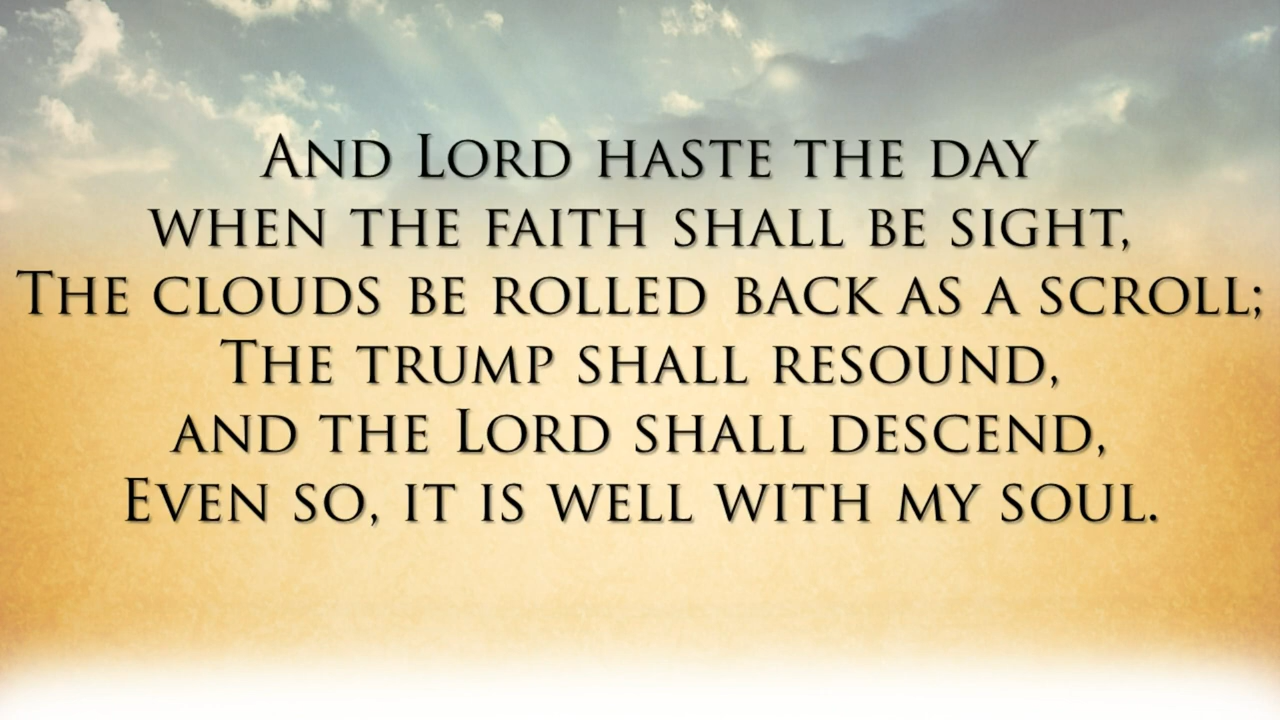 And Lord haste the day
when the faith shall be sight,
The clouds be rolled back as a scroll;
The trump shall resound,
and the Lord shall descend,
Even so, it is well with my soul.